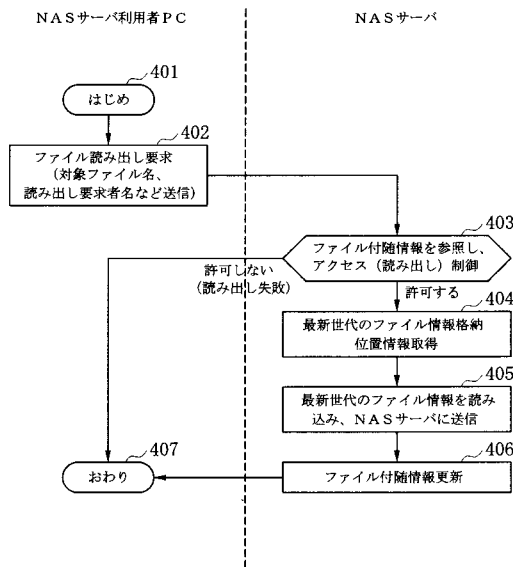 NASサーバ利用者PC
NASサーバ
401
はじめ
402
ファイル読み出し要求
(対象ファイル名、
読み出し要求者名など送信)
403
ファイル付随情報を参照し、
アクセス(読み出し)制御
許可しない
(読み出し失敗)
許可する
404
最新世代のファイル情報格納
位置情報取得
405
最新世代のファイル情報を読み
込み、NASサーバに送信
406
ファイル付随情報更新
407
おわり